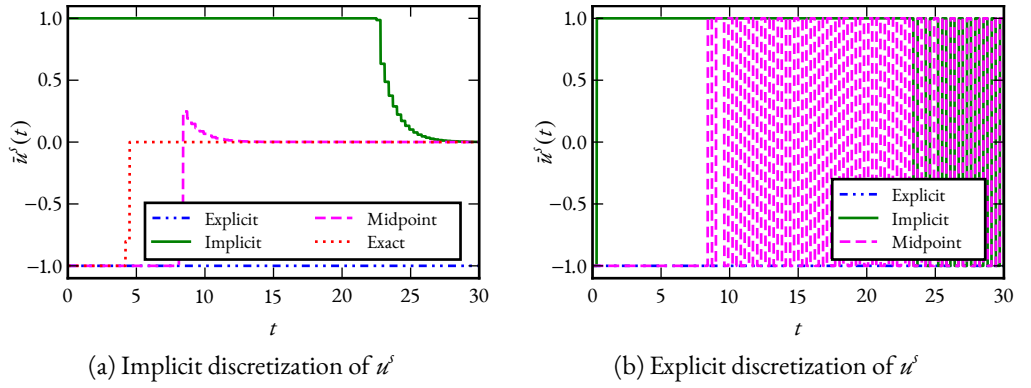 1.0
0.5
0.0
−0.5
−1.0
ūˢ(t)
Explicit
Implicit
Midpoint
Exact
0 5 10 15 20 25 30
t
(a) Implicit discretization of uˢ
1.0
0.5
0.0
−0.5
−1.0
ūˢ(t)
Explicit
Implicit
Midpoint
0 5 10 15 20 25 30
t
(b) Explicit discretization of uˢ